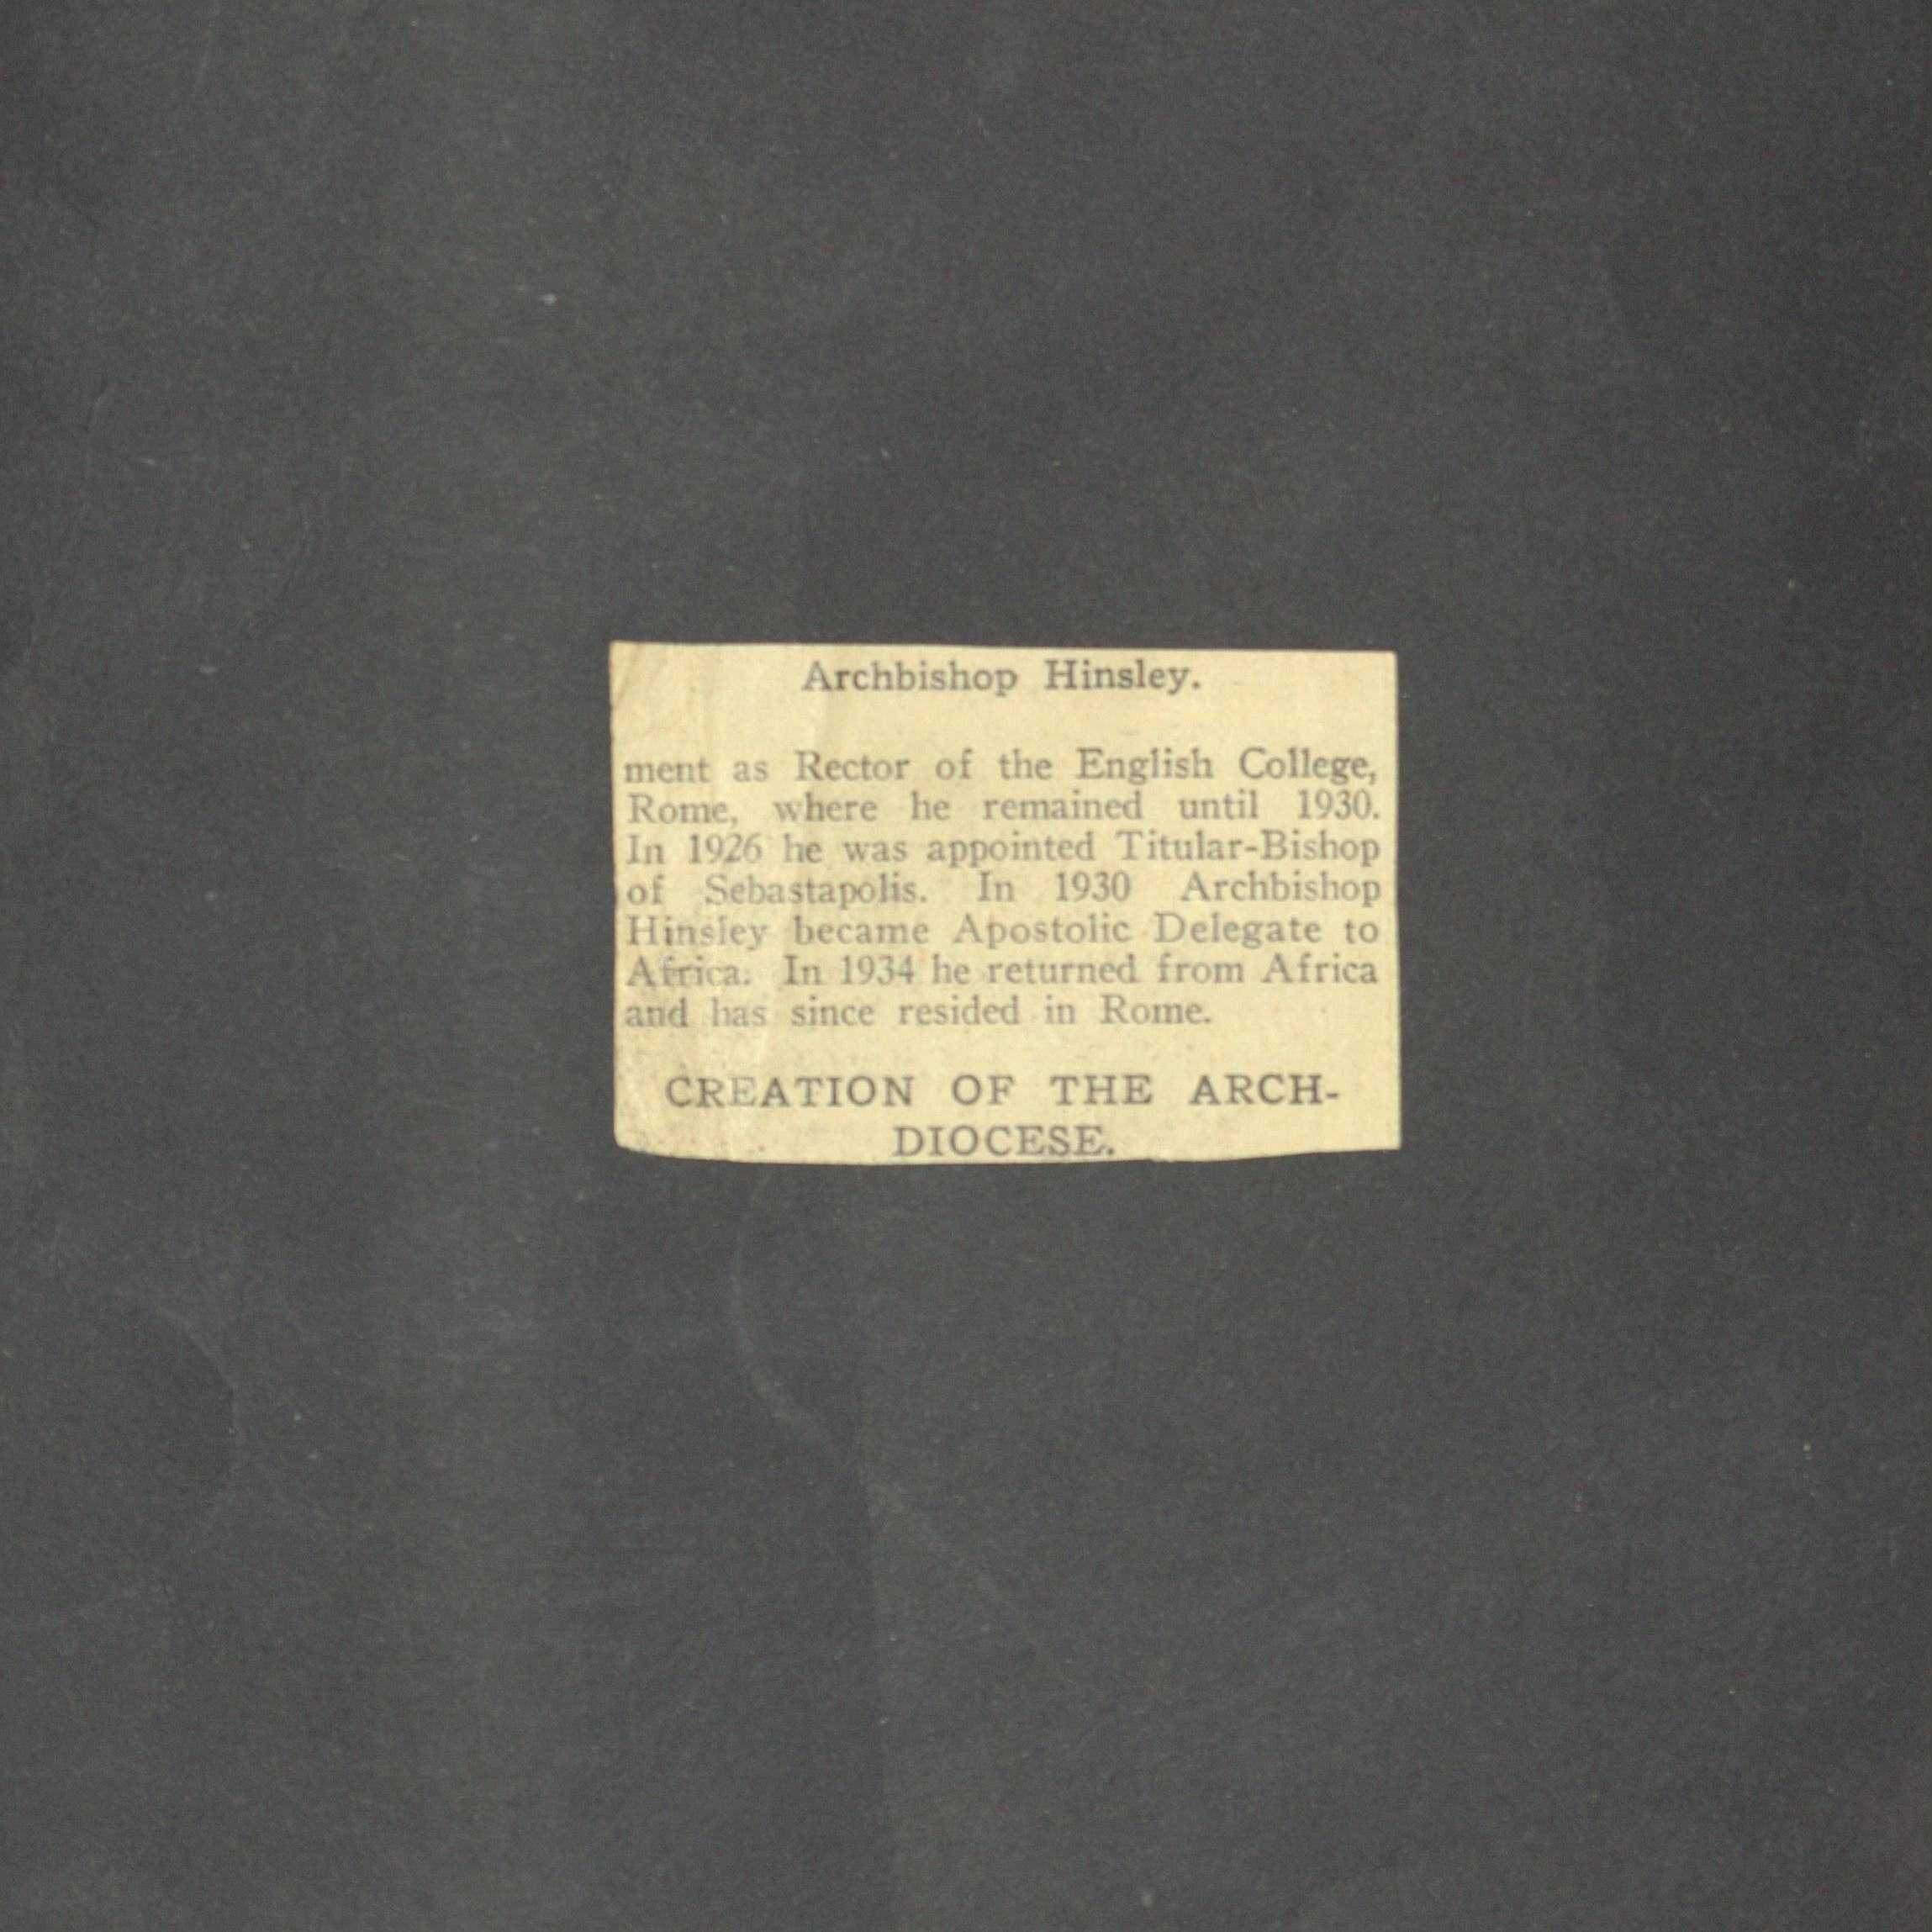 Archbishop Hinsley.
ment as Rector of the English College,
Rome, where he remained until 1930.
In 1926 he was appointed Titular-Bishop
of Sebastapolis. In 1930 Archbishop
Hinsley became Apostolic Delegate to
Africa. In 1934 he returned from Africa
and has since resided in Rome.
CREATION OF THE ARCH-
DIOCESE.